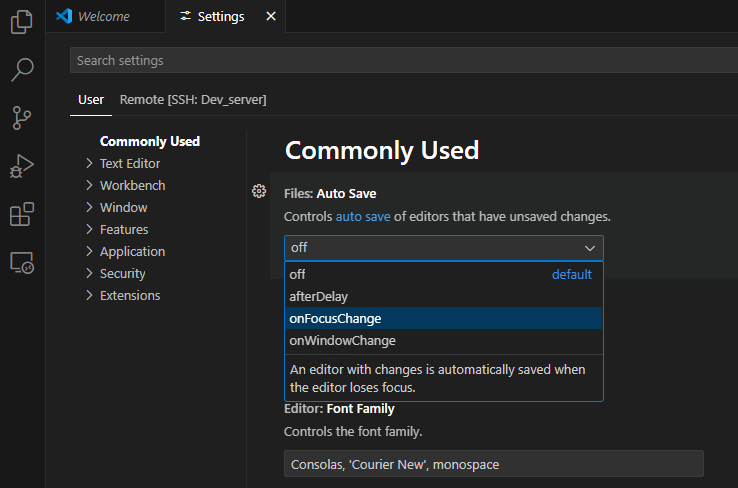 Welcome
Settings
Search settings
User
Remote [SSH: Dev_server]
Commonly Used
Text Editor
Workbench
Window
Features
Application
Security
Extensions
Commonly Used
Files: Auto Save
Controls auto save of editors that have unsaved changes.
off
off default
afterDelay
onFocusChange
onWindowChange
An editor with changes is automatically saved when
the editor loses focus.
Editor: Font Family
Controls the font family.
Consolas, 'Courier New', monospace